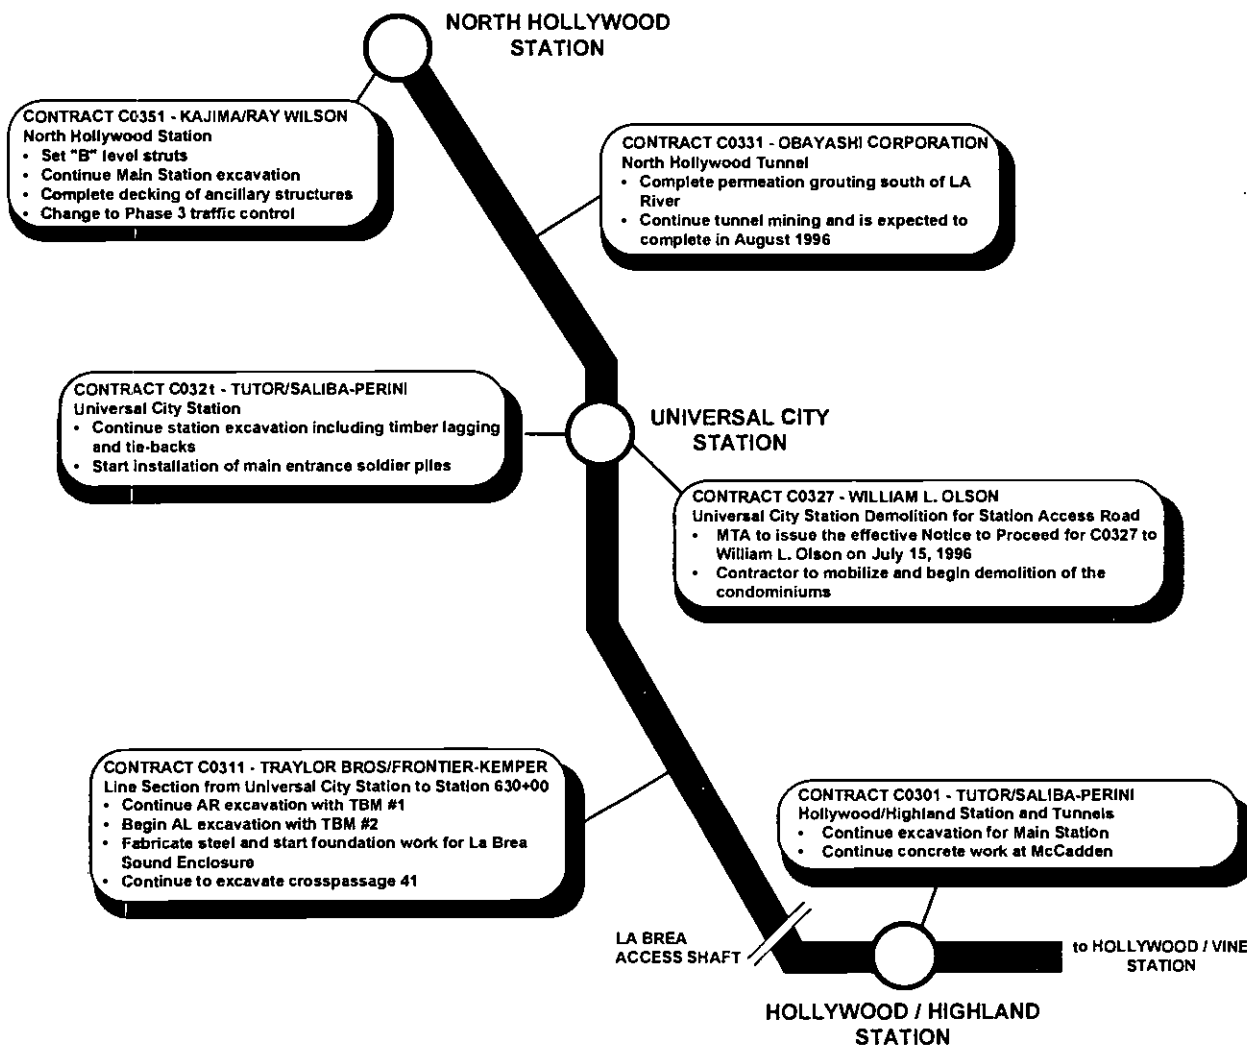 NORTH HOLLYWOOD
STATION
CONTRACT C0351 - KAJIMA/RAY WILSON
North Hollywood Station
• Set "B" level struts
• Continue Main Station excavation
• Complete decking of ancillary structures
• Change to Phase 3 traffic control
CONTRACT C0331 - OBAYASHI CORPORATION
North Hollywood Tunnel
• Complete permeation grouting south of LA
River
• Continue tunnel mining and is expected to
complete in August 1996
CONTRACT C0321 - TUTOR/SALIBA-PERINI
Universal City Station
• Continue station excavation including timber lagging
and tie-backs
• Start installation of main entrance soldier piles
UNIVERSAL CITY
STATION
CONTRACT C0327 - WILLIAM L. OLSON
Universal City Station Demolition for Station Access Road
• MTA to issue the effective Notice to Proceed for C0327 to
William L. Olson on July 15, 1996
• Contractor to mobilize and begin demolition of the
condominiums
CONTRACT C0311 - TRAYLOR BROS/FRONTIER-KEMPER
Line Section from Universal City Station to Station 630+00
• Continue AR excavation with TBM #1
• Begin AL excavation with TBM #2
• Fabricate steel and start foundation work for La Brea
Sound Enclosure
• Continue to excavate crosspassage 41
CONTRACT C0301 - TUTOR/SALIBA-PERINI
Hollywood/Highland Station and Tunnels
• Continue excavation for Main Station
• Continue concrete work at McCadden
LA BREA
ACCESS SHAFT
to HOLLYWOOD / VINE
STATION
HOLLYWOOD / HIGHLAND
STATION